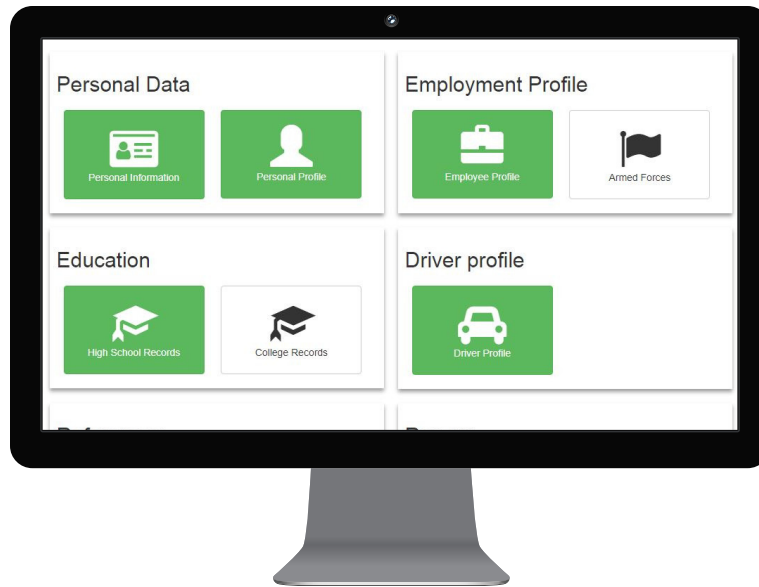 Personal Data
Personal Information
Personal Profile
Employment Profile
Employee Profile
Armed Forces
Education
High School Records
College Records
Driver profile
Driver Profile